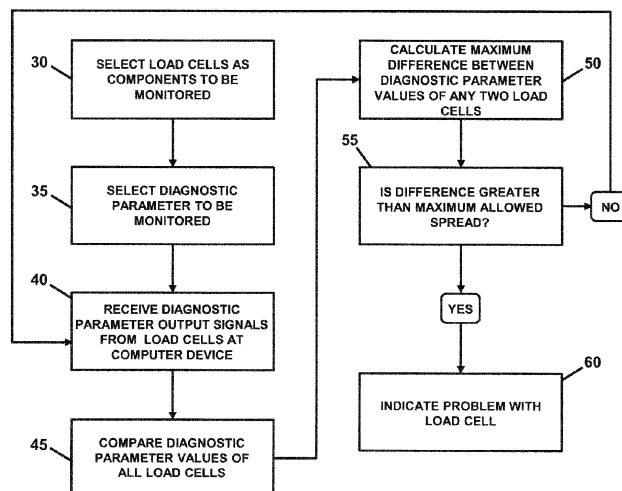 30
SELECT LOAD CELLS AS
COMPONENTS TO BE
MONITORED
35
SELECT DIAGNOSTIC
PARAMETER TO BE
MONITORED
40
RECEIVE DIAGNOSTIC
PARAMETER OUTPUT SIGNALS
FROM LOAD CELLS AT
COMPUTER DEVICE
45
COMPARE DIAGNOSTIC
PARAMETER VALUES OF
ALL LOAD CELLS
50
CALCULATE MAXIMUM
DIFFERENCE BETWEEN
DIAGNOSTIC PARAMETER
VALUES OF ANY TWO LOAD
CELLS
55
IS DIFFERENCE GREATER
THAN MAXIMUM ALLOWED
SPREAD?
NO
YES
60
INDICATE PROBLEM WITH
LOAD CELL